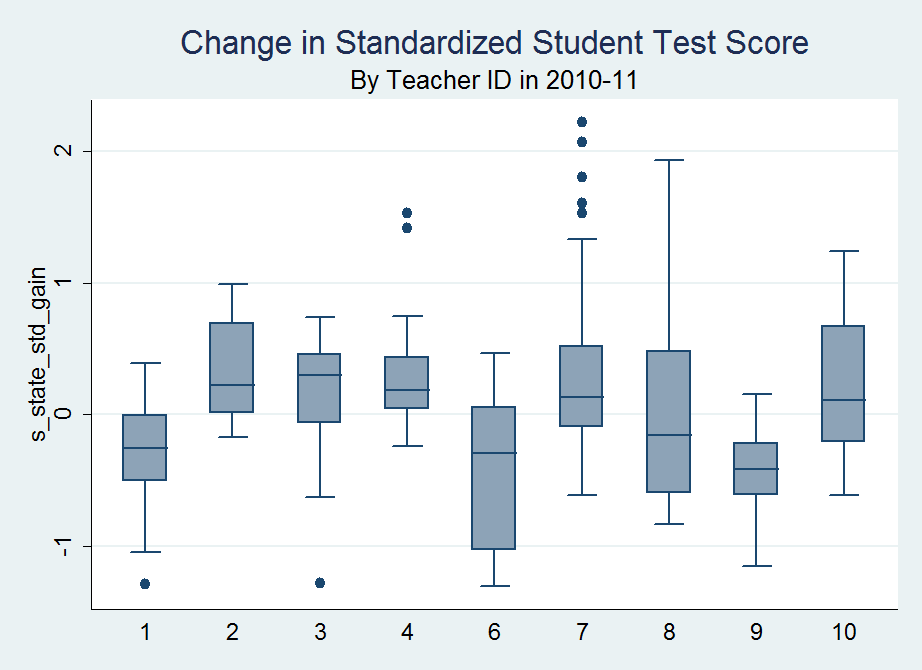 Change in Standardized Student Test Score
By Teacher ID in 2010-11
s_state_std_gain
2
1
0
-1
1 2 3 4 6 7 8 9 10